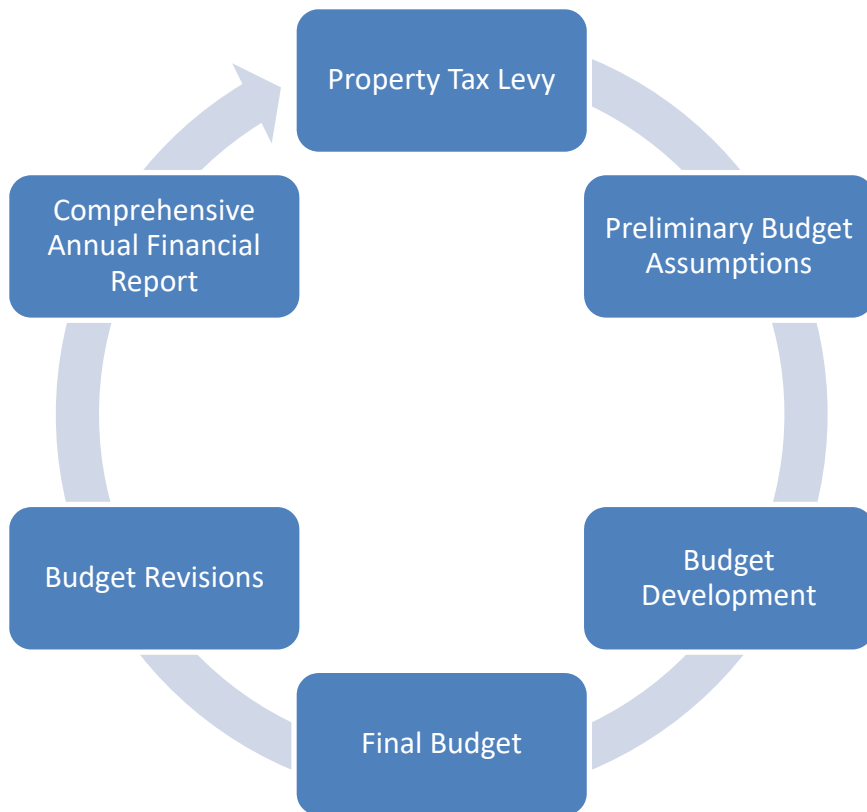 Property Tax Levy
Preliminary Budget
Assumptions
Budget
Development
Final Budget
Budget Revisions
Comprehensive
Annual Financial
Report